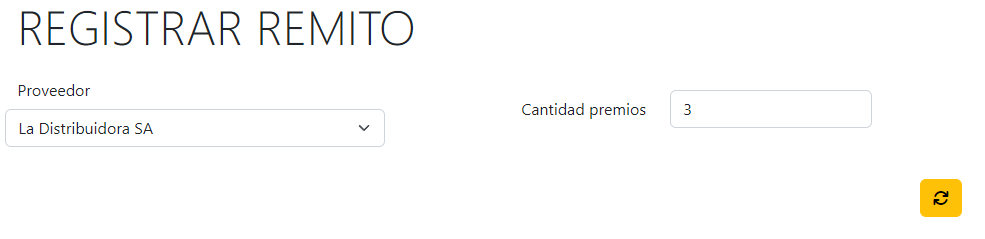 REGISTRAR REMITO
Proveedor
La Distribuidora SA
Cantidad premios
3